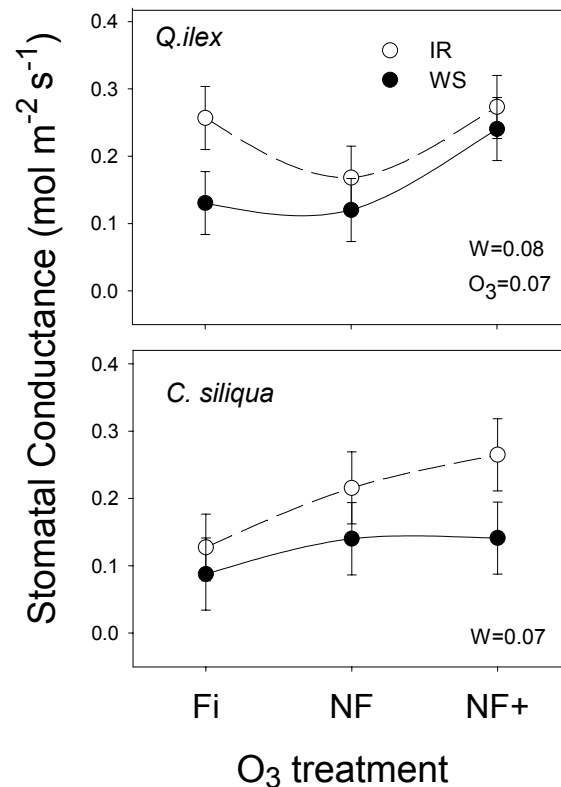 Stomatal Conductance (mol m⁻² s⁻¹)
0.4
0.3
0.2
0.1
0.0
Q.ilex
IR
WS
W=0.08
O₃=0.07
0.4
0.3
0.2
0.1
0.0
C. siliqua
W=0.07
Fi NF NF+
O₃ treatment